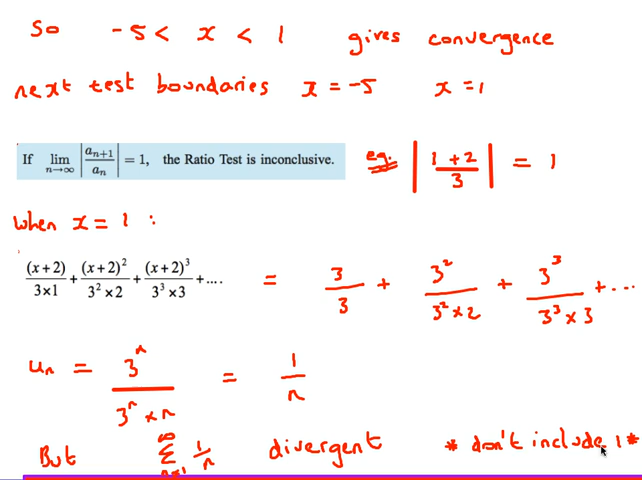 So -5 < x < 1 gives convergence
next test boundaries x = -5 x = 1
If lim n→∞ |aₙ₊₁/aₙ| = 1, the Ratio Test is inconclusive. eg. |(1+2)/3| = 1
When x = 1 :
(x+2)/(3×1) + (x+2)²/(3²×2) + (x+2)³/(3³×3) + .... = 3/3 + 3²/(3²×2) + 3³/(3³×3) + ...
uₙ = 3ⁿ/(3ⁿ×n) = 1/n
But ∑ₙ₌₁^∞ 1/n divergent * don't include 1 *